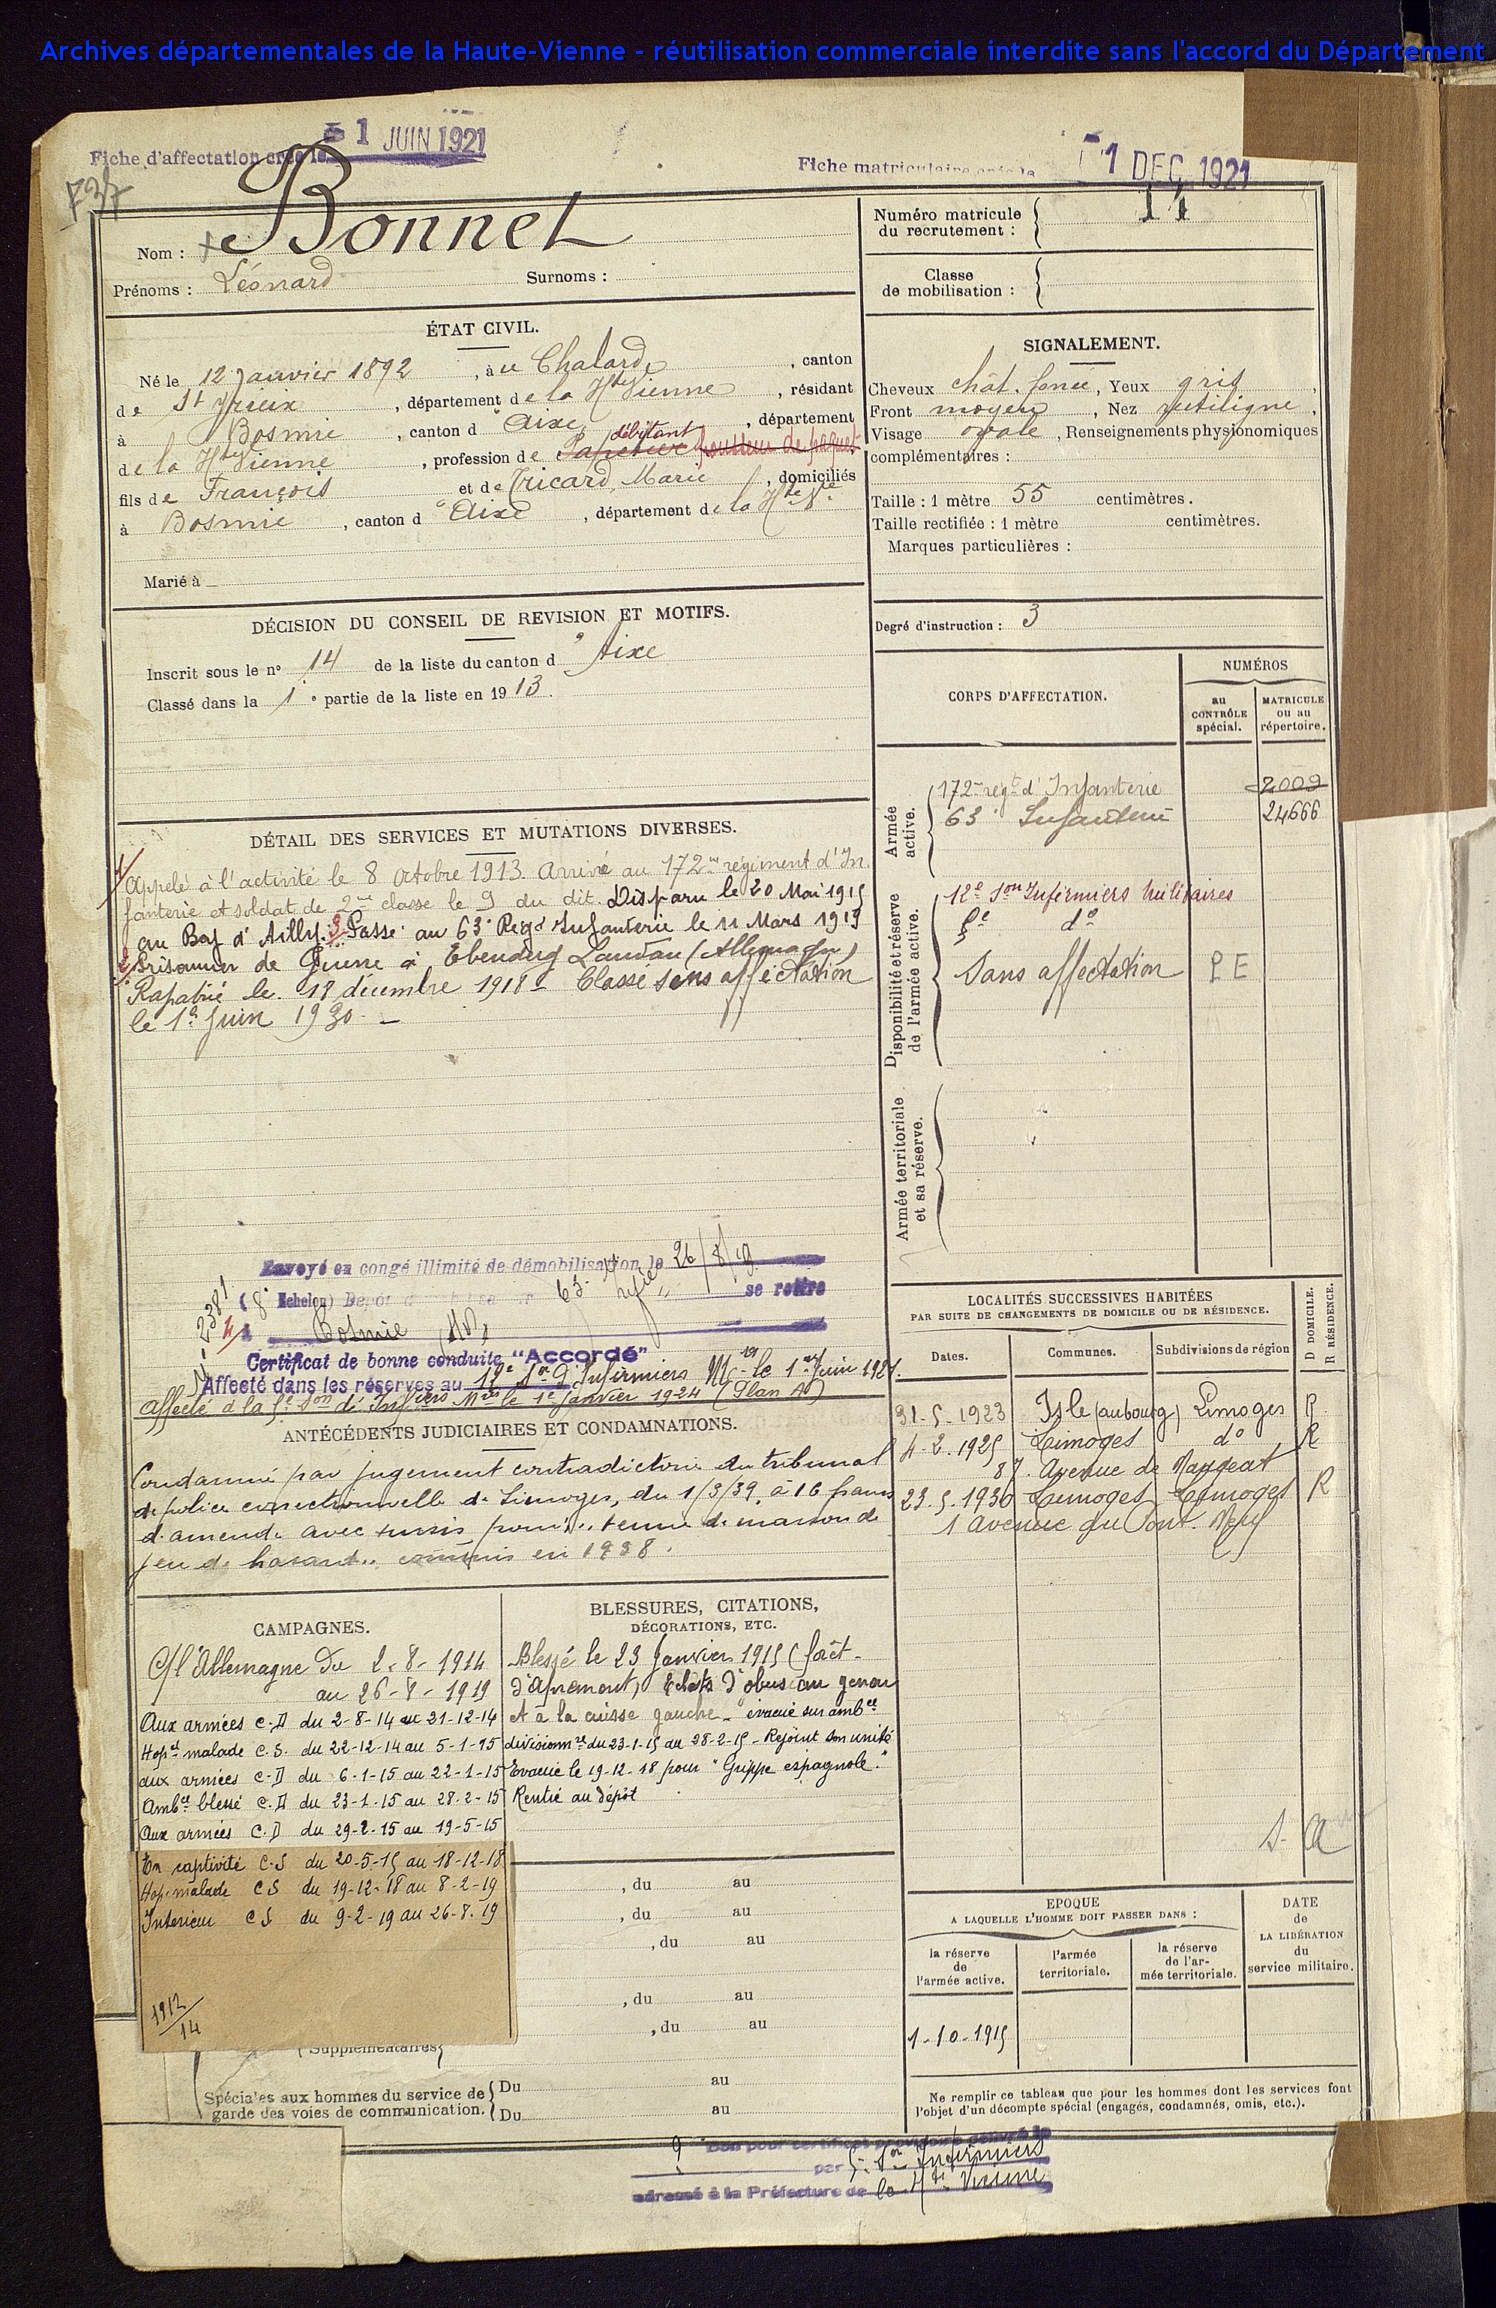 Archives départementales de la Haute-Vienne - réutilisation commerciale interdite sans l'accord du Département
Fiche d'affectation créé le 1 JUIN 1921
Fiche matriculaire créée le 1 DEC. 1921
737
Nom : Bonnet
Prénoms : Léonard Surnoms :
Numéro matricule du recrutement : 11
Classe de mobilisation :
ÉTAT CIVIL.
Né le 12 Janvier 1892, à u Chalard, canton
de St Yrieix, département de la Hte Vienne, résidant
à Bosmie, canton d' Aixe, département
de la Hte Vienne, profession de Papetier débitant
fils de François et de Tricard Marie, domiciliés
à Bosmie, canton d' Aixe, département de la Hte Vne
Marié à
SIGNALEMENT.
Cheveux chât. foncé, Yeux gris,
Front moyen, Nez rectiligne,
Visage ovale, Renseignements physionomiques
complémentaires :
Taille : 1 mètre 55 centimètres.
Taille rectifiée : 1 mètre centimètres.
Marques particulières :
Degré d'instruction : 3
DÉCISION DU CONSEIL DE REVISION ET MOTIFS.
Inscrit sous le n° 14 de la liste du canton d' Aixe
Classé dans la 1e partie de la liste en 1913.
DÉTAIL DES SERVICES ET MUTATIONS DIVERSES.
1/ Appelé à l'activité le 8 octobre 1913. Arrivé au 172me régiment d'In
fanterie et soldat de 2me classe le 9 du dit. Disparu le 20 Mai 1915
au Bois d'Ailly. 3/ Passé au 63e Régt Infanterie le 11 Mars 1919
2/ Prisonnier de Guerre à Ebenberg Landau (Allemagne)
Rapatrié le 18 décembre 1918 - Classé sans affectation
le 1er Juin 1930 -
Envoyé en congé illimité de démobilisation le 26/8/19
(8e Echelon) Dépôt 63e Infie se retire
N° 2381
4/ à Bosmie
Certificat de bonne conduite "Accordé"
Affecté dans les réserves au 12e Son d'Infirmiers Mres le 1er Juin 1921.
Affecté à la 5e Son d'Infiers Mres le 1er Janvier 1924 (Plan A)
CORPS D'AFFECTATION.
NUMÉROS
au CONTRÔLE spécial.
MATRICULE ou au répertoire.
Armée active.
172me régt d'Infanterie 2009
63e Infanterie 24666
Disponibilité et réserve de l'armée active.
12e Son Infirmiers Militaires
5e do
Sans affectation P E
Armée territoriale et sa réserve.
LOCALITÉS SUCCESSIVES HABITÉES
PAR SUITE DE CHANGEMENTS DE DOMICILE OU DE RÉSIDENCE.
D DOMICILE.
R RÉSIDENCE.
Dates. Communes. Subdivisions de région
31-5-1923 Isle (aubourg) Limoges R
4-2-1925 Limoges do R
87. Avenue de Naugeat
23.5.1930 Limoges Limoges R
1 avenue du Pont-Neuf
S. A
ANTÉCÉDENTS JUDICIAIRES ET CONDAMNATIONS.
Condamné par jugement contradictoire du tribunal
de police correctionnelle de Limoges, du 1/3/39, à 16 francs
d'amende avec sursis pour "tenue de maison de
jeu de hasard" commis en 1938.
CAMPAGNES.
C/ l'Allemagne du 2-8-1914
au 26-8-1919
Aux armées C.D du 2-8-14 au 21-12-14
Hopal malade C.S. du 22-12-14 au 5-1-15
aux armées C-D du 6-1-15 au 22-1-15
Ambce blessé C.D du 23-1-15 au 28-2-15
Aux armées C.D du 29-2-15 au 19-5-15
En captivité C.S du 20-5-15 au 18-12-18
Hop. malade C S du 19-12-18 au 8-2-19
Intérieur C S du 9-2-19 au 26-8-19
1912/14
BLESSURES, CITATIONS,
DÉCORATIONS, ETC.
Blessé le 23 Janvier 1915 (forêt
d'Apremont) Eclats d'obus au genou
et à la cuisse gauche - évacué sur ambce
divisionnre du 23-1-15 au 28-2-15 - Rejoint son unité
Evacué le 19-12-18 pour "Grippe espagnole."
Rentré au dépôt
, du au
, du au
, du au
, du au
, du au
(Supplémentaires)
Spéciales aux hommes du service de garde des voies de communication.
Du au
Du au
EPOQUE
A LAQUELLE L'HOMME DOIT PASSER DANS :
la réserve de l'armée active.
l'armée territoriale.
la réserve de l'armée territoriale.
DATE de LA LIBÉRATION du service militaire.
1-10-1915
Ne remplir ce tableau que pour les hommes dont les services font
l'objet d'un décompte spécial (engagés, condamnés, omis, etc.).
Bon pour certificat provisoire délivré le
par 5e Son Infirmiers
adressé à la Préfecture de la Hte Vienne